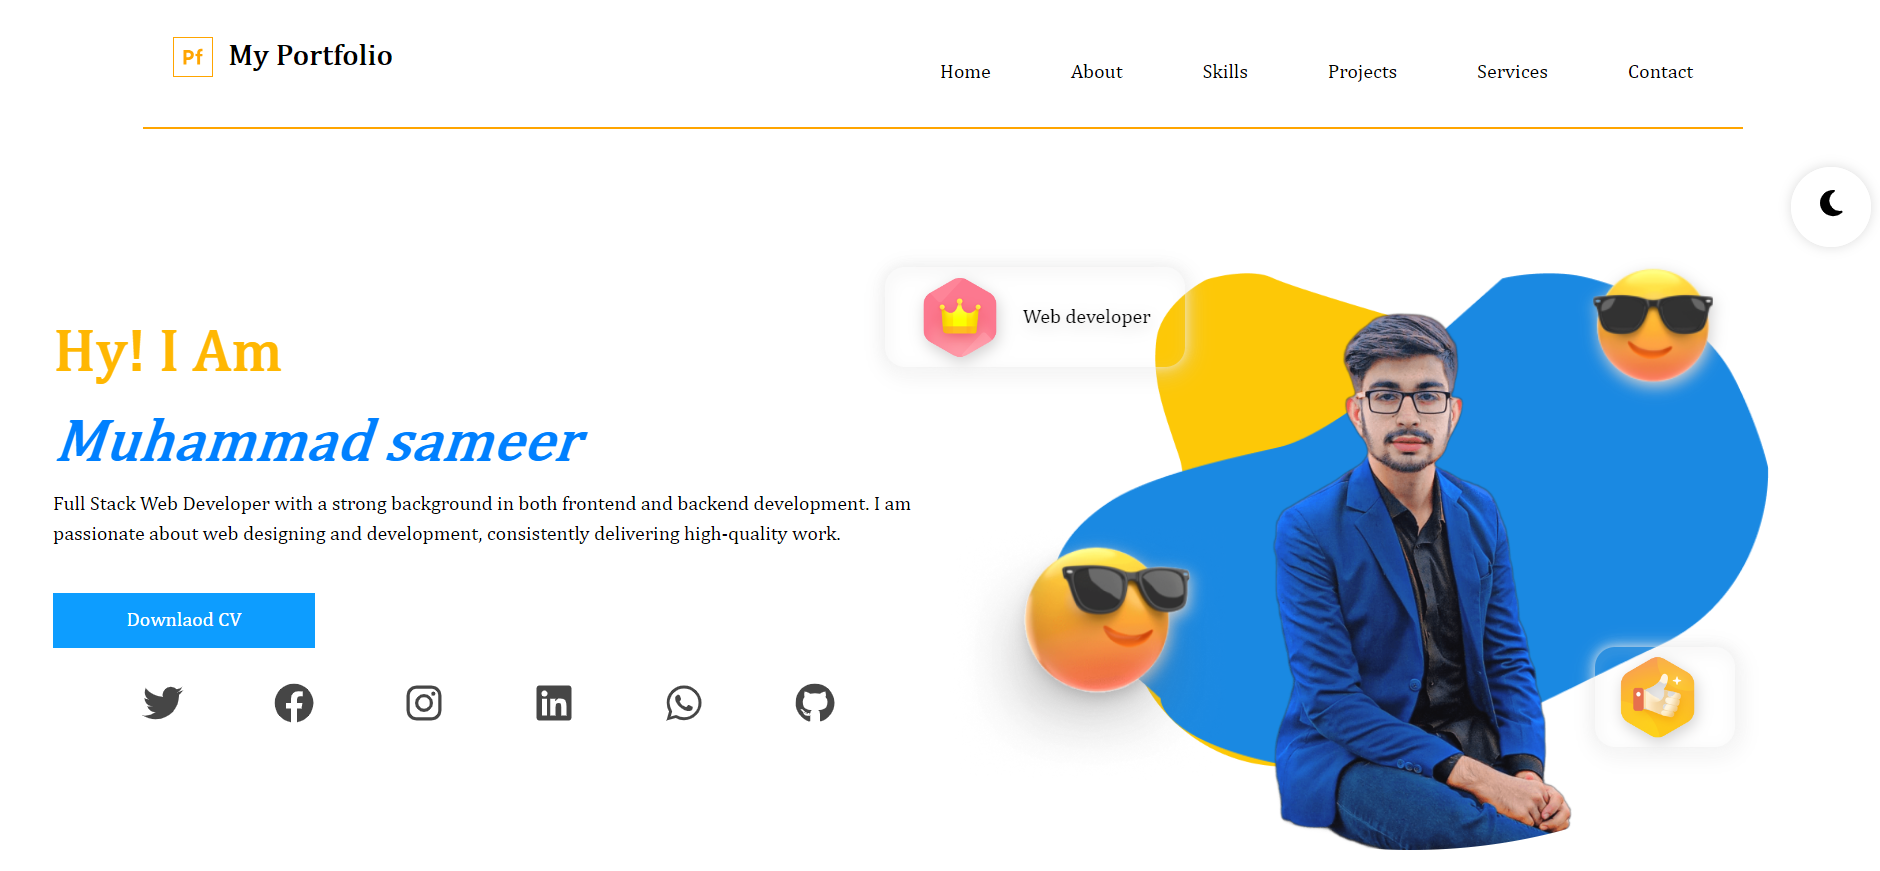 Pf My Portfolio
Home About Skills Projects Services Contact
Web developer
Hy! I Am
Muhammad sameer
Full Stack Web Developer with a strong background in both frontend and backend development. I am
passionate about web designing and development, consistently delivering high-quality work.
Downlaod CV